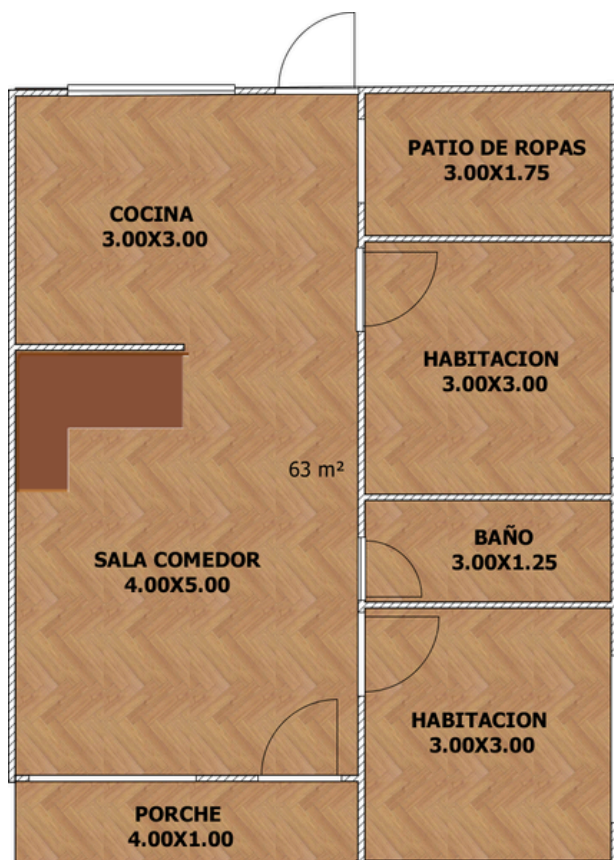 PATIO DE ROPAS
3.00X1.75
COCINA
3.00X3.00
HABITACION
3.00X3.00
63 m²
BAÑO
3.00X1.25
SALA COMEDOR
4.00X5.00
HABITACION
3.00X3.00
PORCHE
4.00X1.00